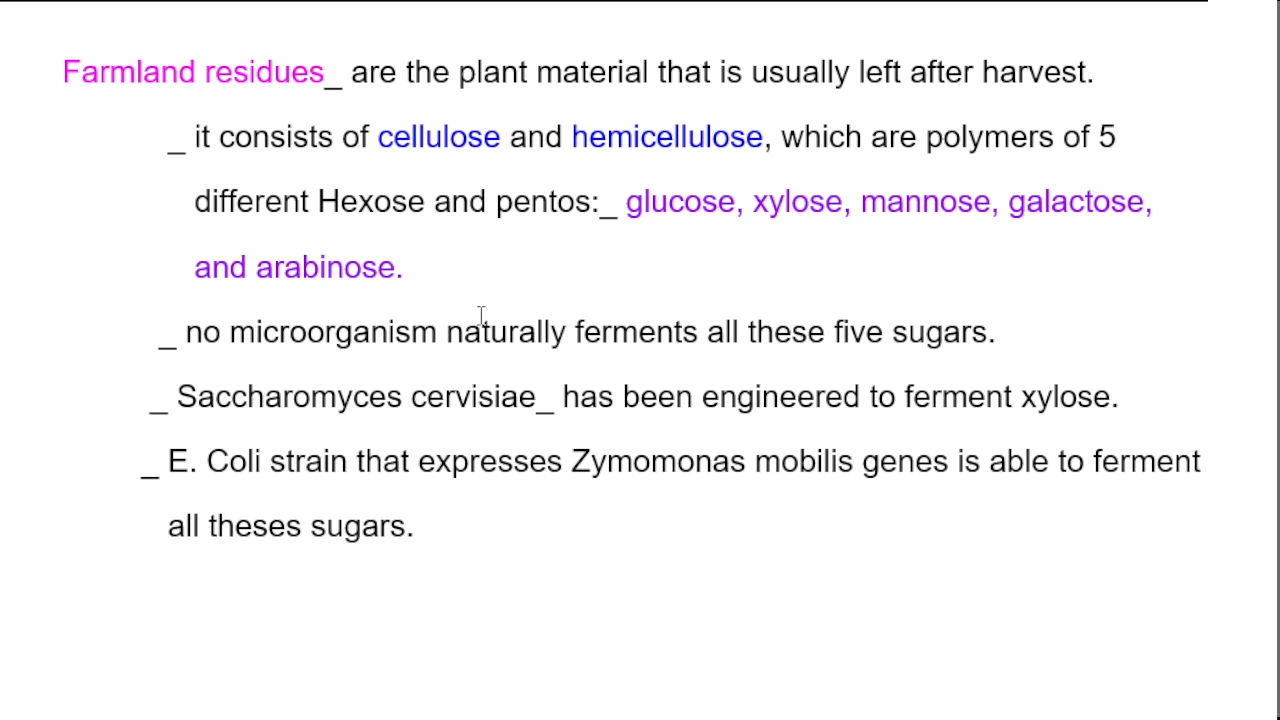 Farmland residues_ are the plant material that is usually left after harvest.
_ it consists of cellulose and hemicellulose, which are polymers of 5
different Hexose and pentos:_ glucose, xylose, mannose, galactose,
and arabinose.
_ no microorganism naturally ferments all these five sugars.
_ Saccharomyces cervisiae_ has been engineered to ferment xylose.
_ E. Coli strain that expresses Zymomonas mobilis genes is able to ferment
all theses sugars.